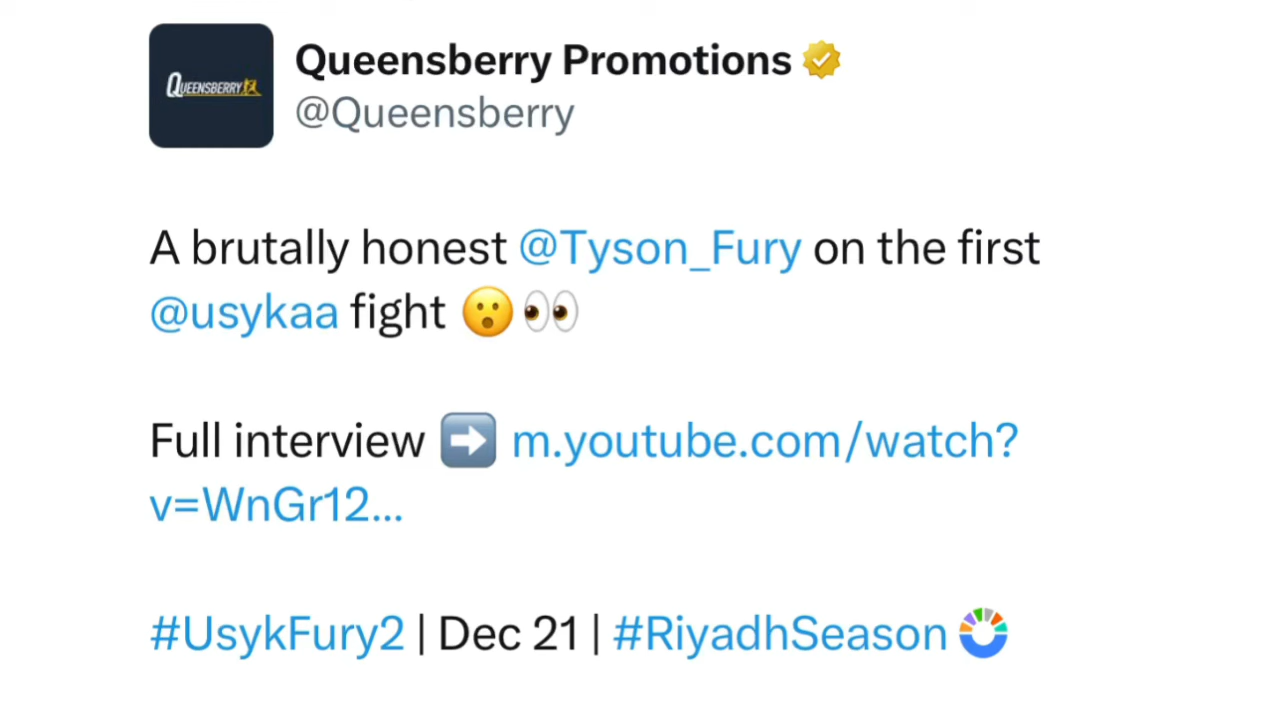 QUEENSBERRY
Queensberry Promotions
@Queensberry
A brutally honest @Tyson_Fury on the first
@usykaa fight 😮👀
Full interview ➡️ m.youtube.com/watch?
v=WnGr12...
#UsykFury2 | Dec 21 | #RiyadhSeason